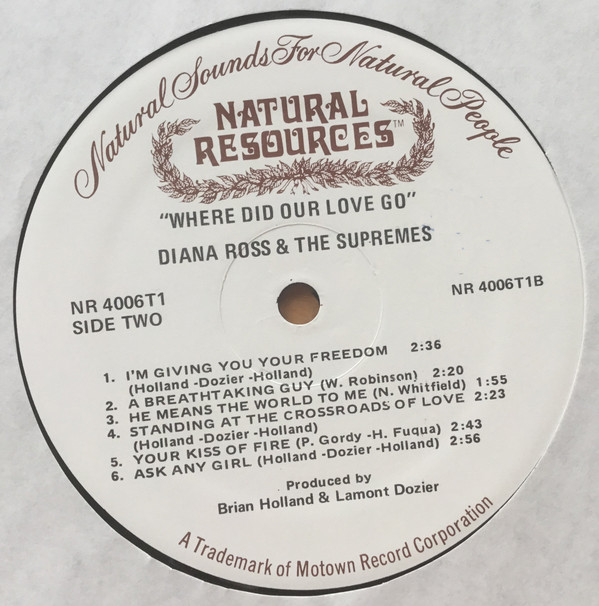 Natural Sounds For Natural People
NATURAL
RESOURCES™
"WHERE DID OUR LOVE GO"
DIANA ROSS & THE SUPREMES
NR 4006T1
SIDE TWO
NR 4006T1B
1. I'M GIVING YOU YOUR FREEDOM 2:36
(Holland -Dozier -Holland)
2. A BREATHTAKING GUY (W. Robinson) 2:20
3. HE MEANS THE WORLD TO ME (N. Whitfield) 1:55
4. STANDING AT THE CROSSROADS OF LOVE 2:23
(Holland -Dozier -Holland)
5. YOUR KISS OF FIRE (P. Gordy -H. Fuqua) 2:43
6. ASK ANY GIRL (Holland -Dozier -Holland) 2:56
Produced by
Brian Holland & Lamont Dozier
A Trademark of Motown Record Corporation